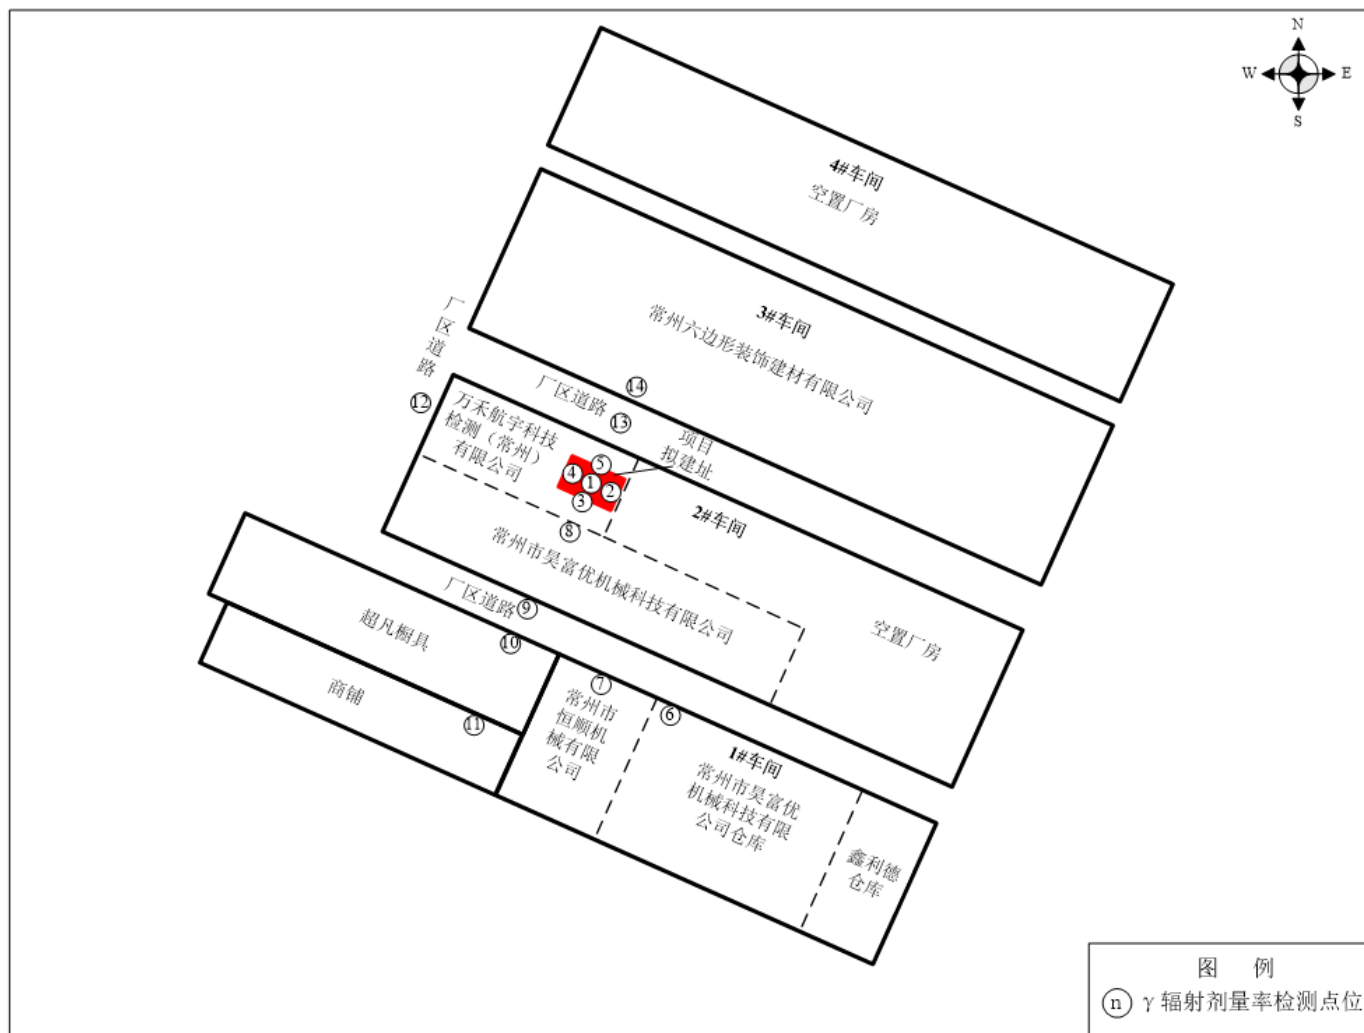 N
W
E
S
4#车间
空置厂房
3#车间
常州六边形装饰建材有限公司
厂
区
道
路
⑭
厂区道路
⑬
⑫
万禾航宇科技
检测（常州）
有限公司
项目
拟建址
⑤
④
①
②
③
2#车间
⑧
常州市昊富优机械科技有限公司
空置厂房
厂区道路
⑨
⑩
超凡橱具
商铺
⑪
⑦
常州市
恒顺机
械有限
公司
⑥
1#车间
常州市昊富优
机械科技有限
公司仓库
鑫利德
仓库
图 例
ⓝ γ辐射剂量率检测点位